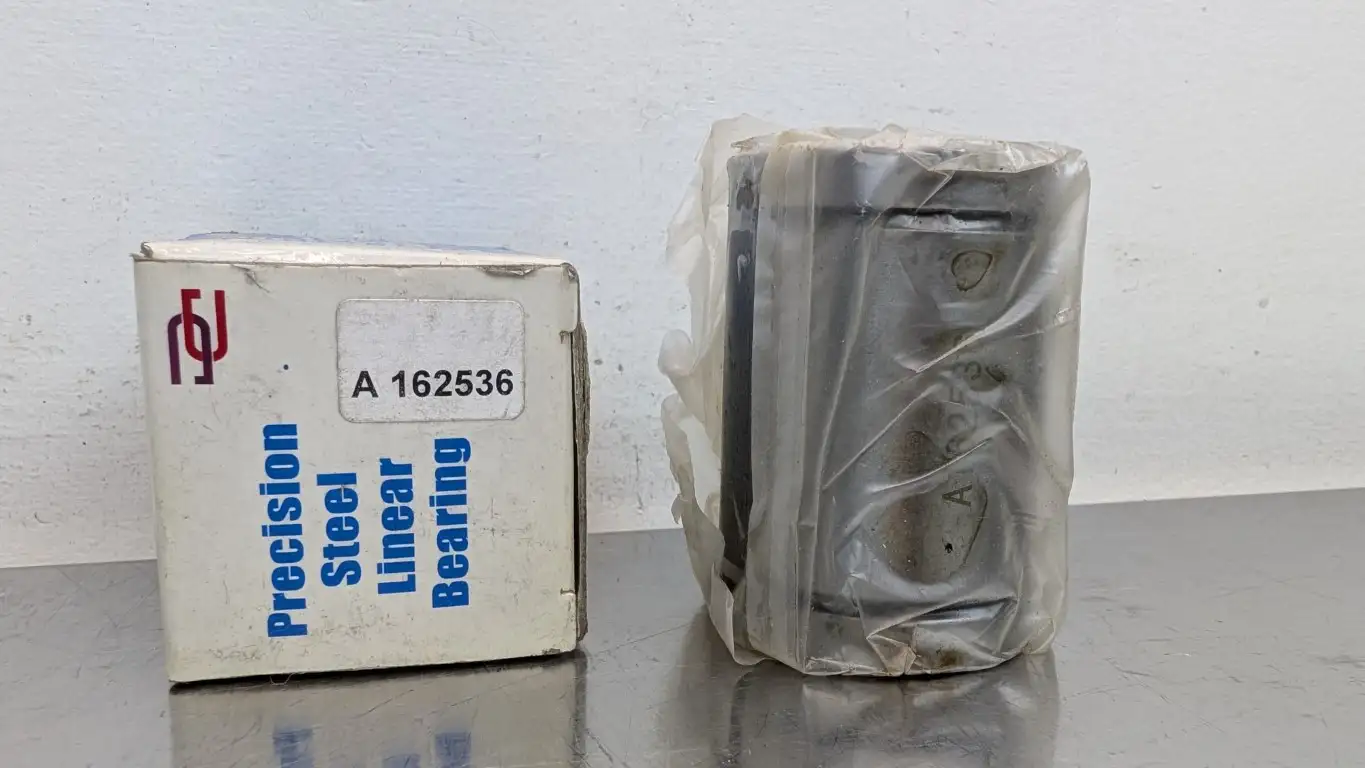 A 162536
Precision
Steel
Linear
Bearing
A